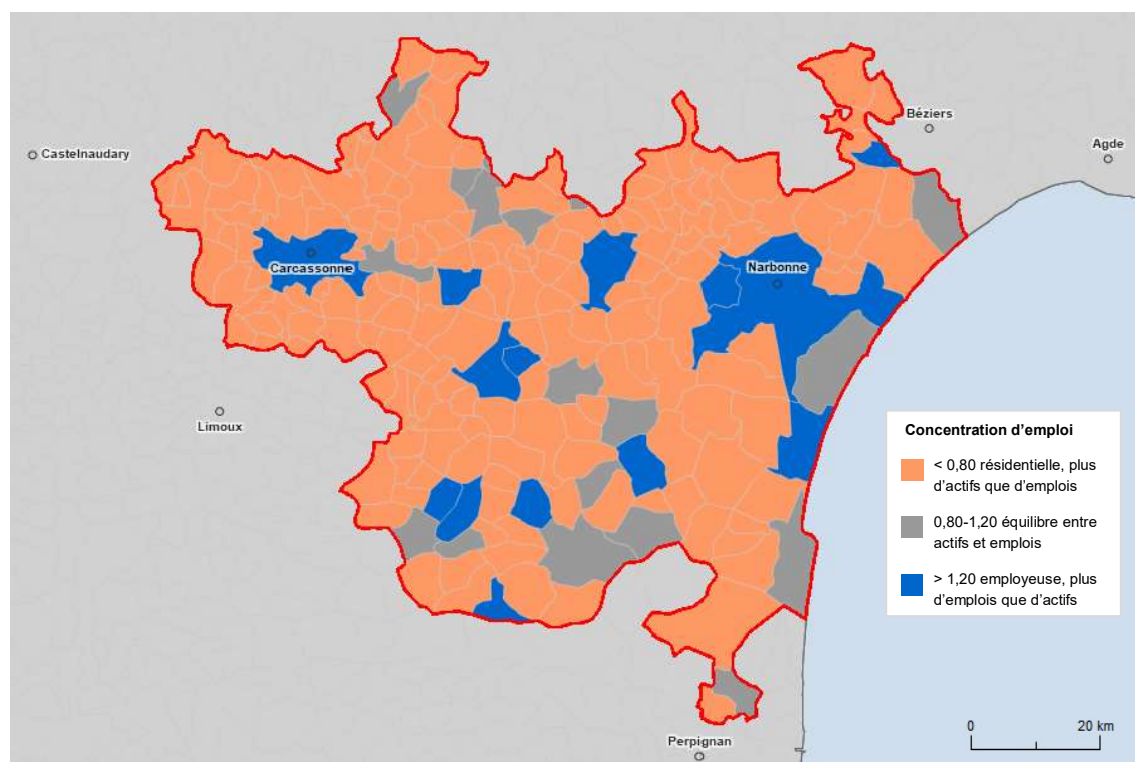 Béziers
Castelnaudary
Agde
Carcassonne
Narbonne
Limoux
Concentration d’emploi
< 0,80 résidentielle, plus
d’actifs que d’emplois
0,80-1,20 équilibre entre
actifs et emplois
> 1,20 employeuse, plus
d’emplois que d’actifs
0 20 km
Perpignan